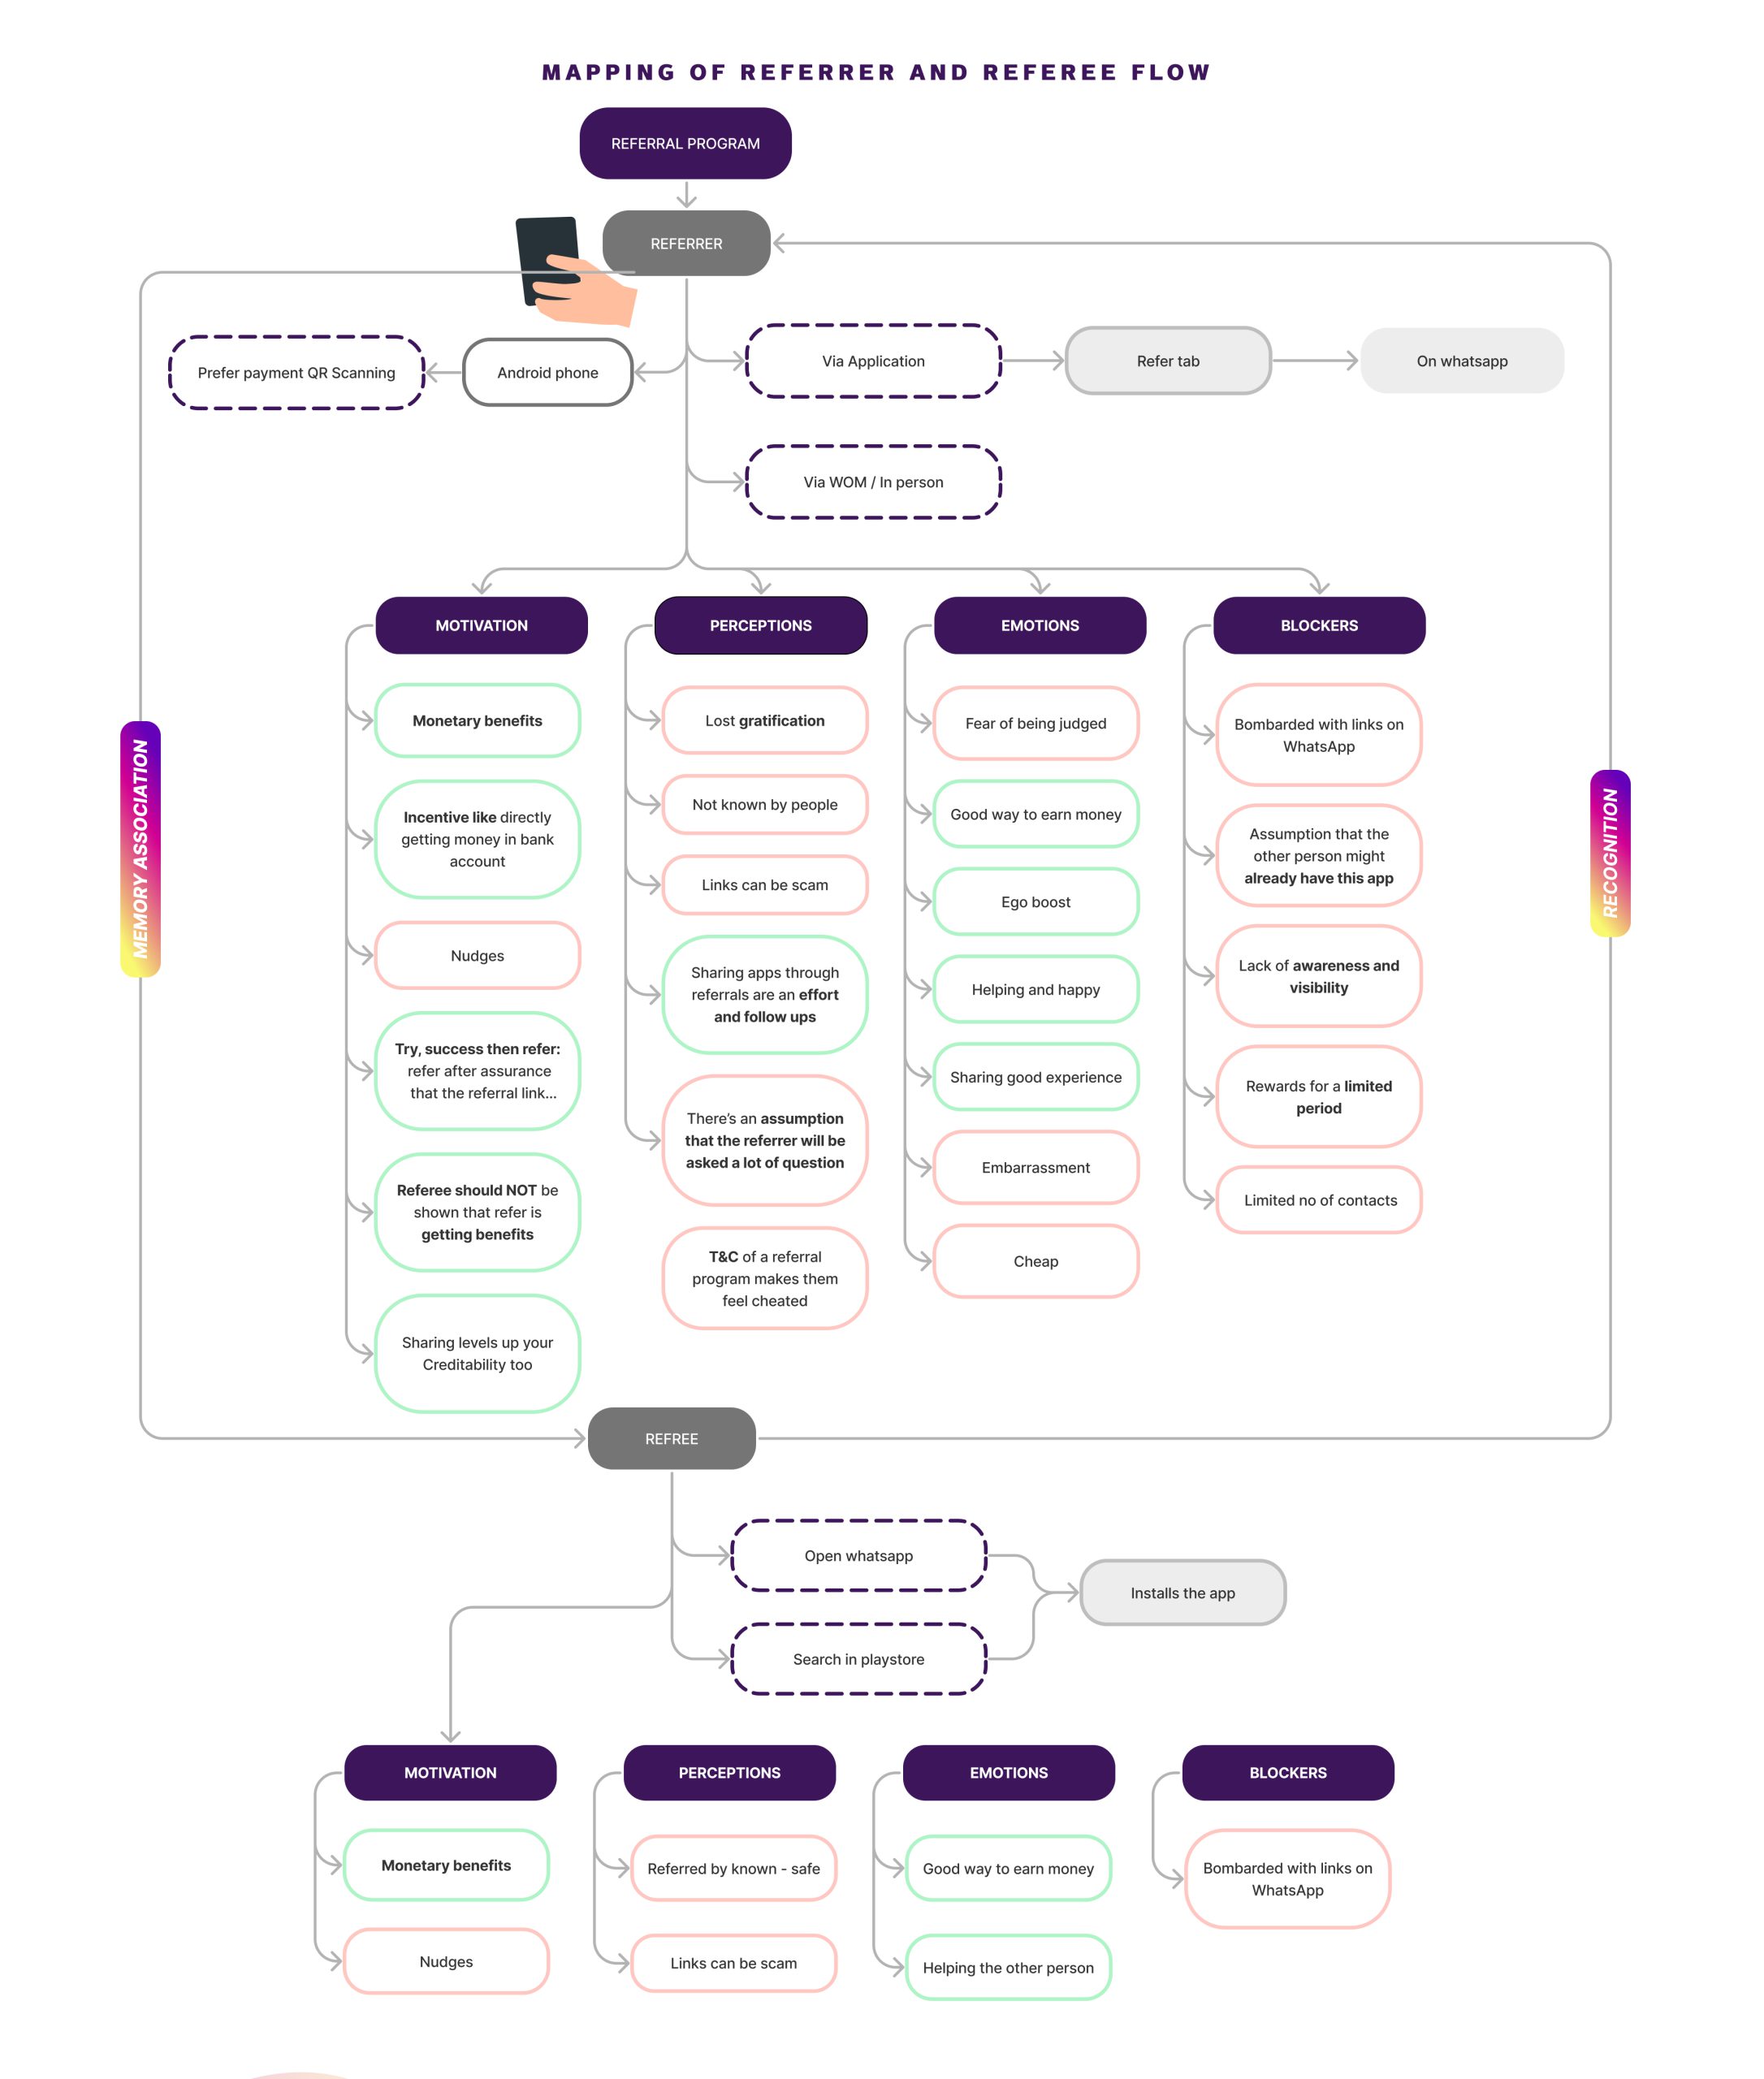 MAPPING OF REFERRER AND REFEREE FLOW
REFERRAL PROGRAM
REFERRER
Prefer payment QR Scanning
Android phone
Via Application
Refer tab
On whatsapp
Via WOM / In person
MEMORY ASSOCIATION
RECOGNITION
MOTIVATION
Monetary benefits
Incentive like directly
getting money in bank
account
Nudges
Try, success then refer:
refer after assurance
that the referral link...
Referee should NOT be
shown that refer is
getting benefits
Sharing levels up your
Creditability too
PERCEPTIONS
Lost gratification
Not known by people
Links can be scam
Sharing apps through
referrals are an effort
and follow ups
There's an assumption
that the referrer will be
asked a lot of question
T&C of a referral
program makes them
feel cheated
EMOTIONS
Fear of being judged
Good way to earn money
Ego boost
Helping and happy
Sharing good experience
Embarrassment
Cheap
BLOCKERS
Bombarded with links on
WhatsApp
Assumption that the
other person might
already have this app
Lack of awareness and
visibility
Rewards for a limited
period
Limited no of contacts
REFREE
Open whatsapp
Installs the app
Search in playstore
MOTIVATION
Monetary benefits
Nudges
PERCEPTIONS
Referred by known - safe
Links can be scam
EMOTIONS
Good way to earn money
Helping the other person
BLOCKERS
Bombarded with links on
WhatsApp